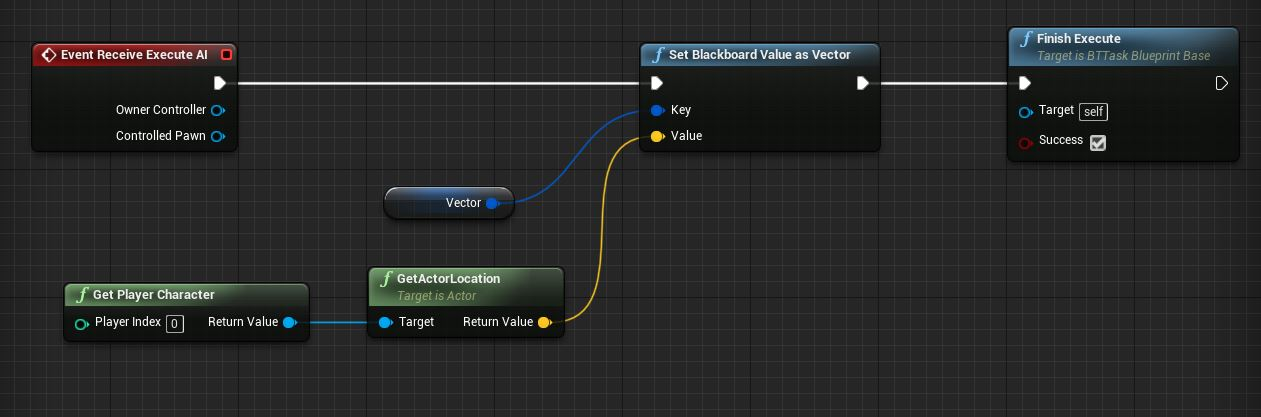 Event Receive Execute AI
Owner Controller
Controlled Pawn
Set Blackboard Value as Vector
Key
Value
Finish Execute
Target is BTTask Blueprint Base
Target self
Success
Vector
Get Player Character
Player Index 0 Return Value
GetActorLocation
Target is Actor
Target Return Value